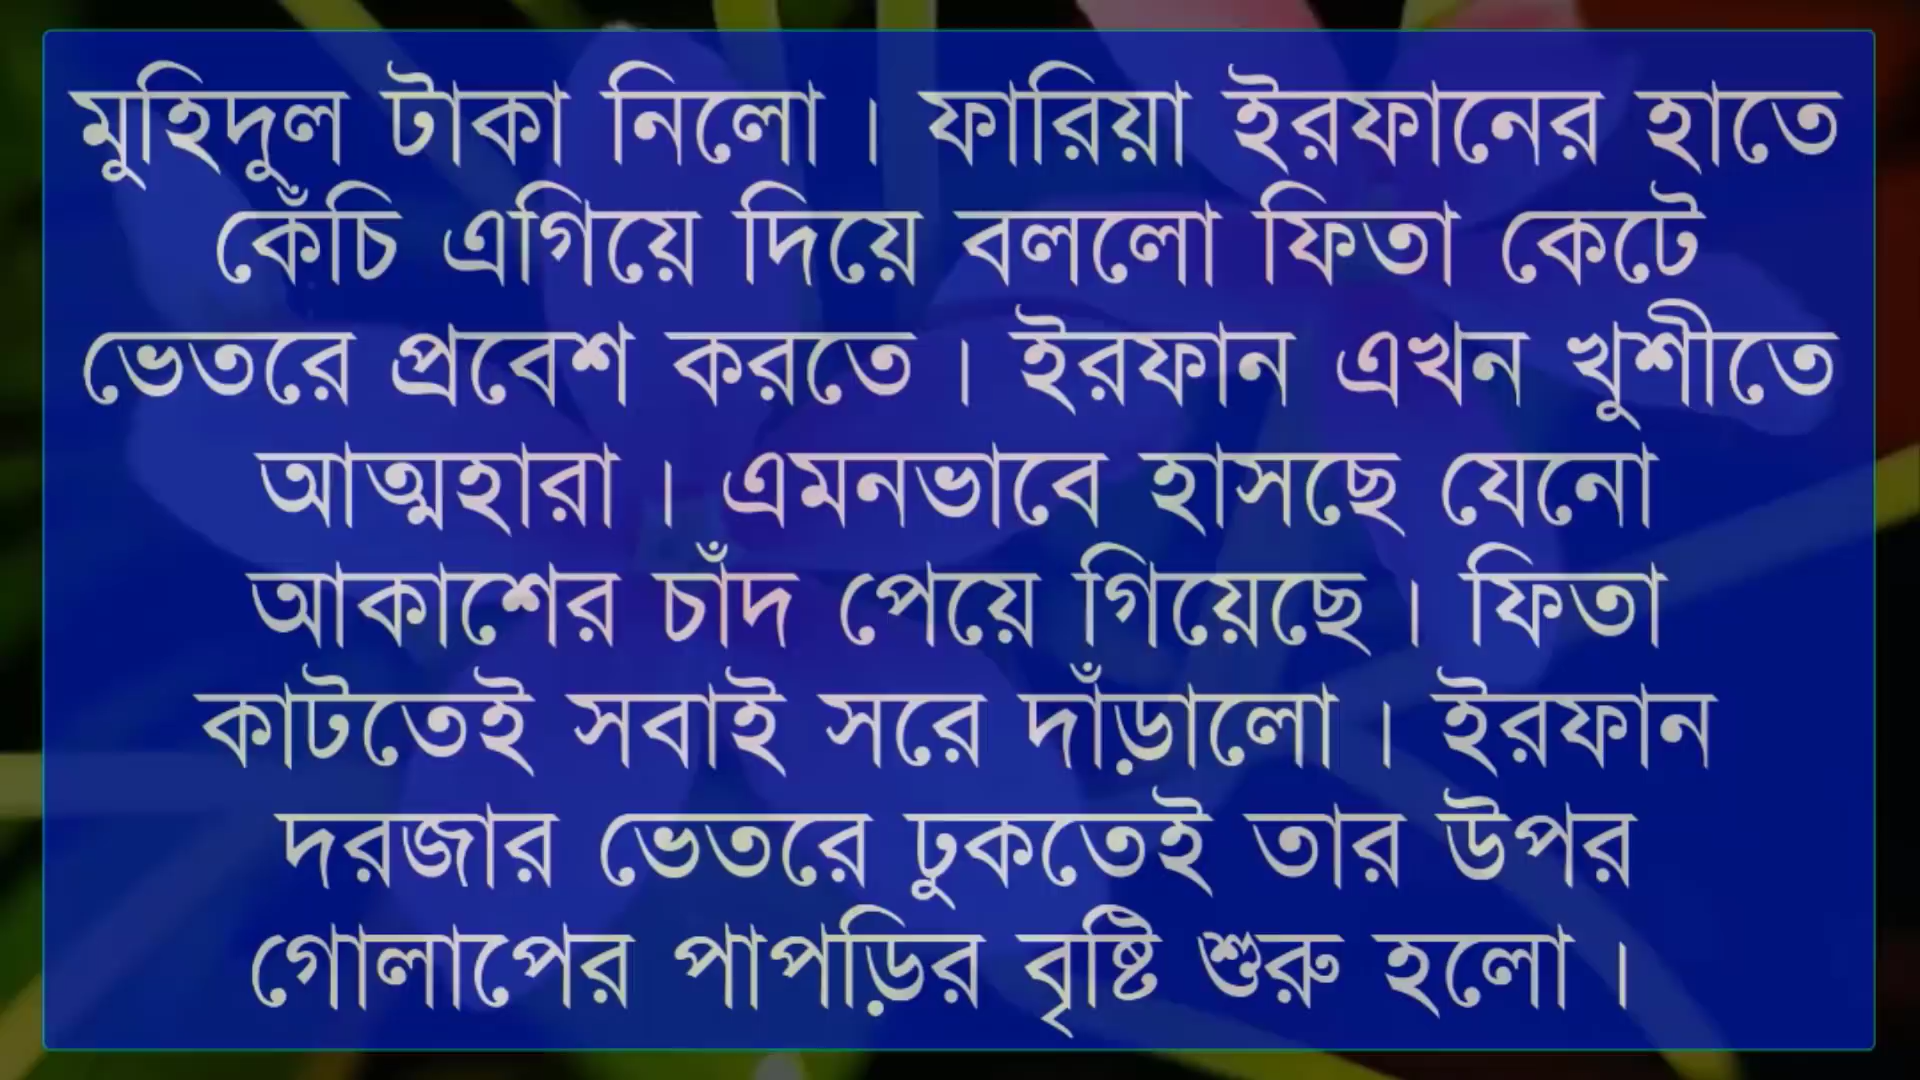 মুহিদুল টাকা নিলো । ফারিয়া ইরফানের হাতে
কেঁচি এগিয়ে দিয়ে বললো ফিতা কেটে
ভেতরে প্রবেশ করতে । ইরফান এখন খুশীতে
আত্মহারা । এমনভাবে হাসছে যেনো
আকাশের চাঁদ পেয়ে গিয়েছে । ফিতা
কাটতেই সবাই সরে দাঁড়ালো । ইরফান
দরজার ভেতরে ঢুকতেই তার উপর
গোলাপের পাপড়ির বৃষ্টি শুরু হলো ।